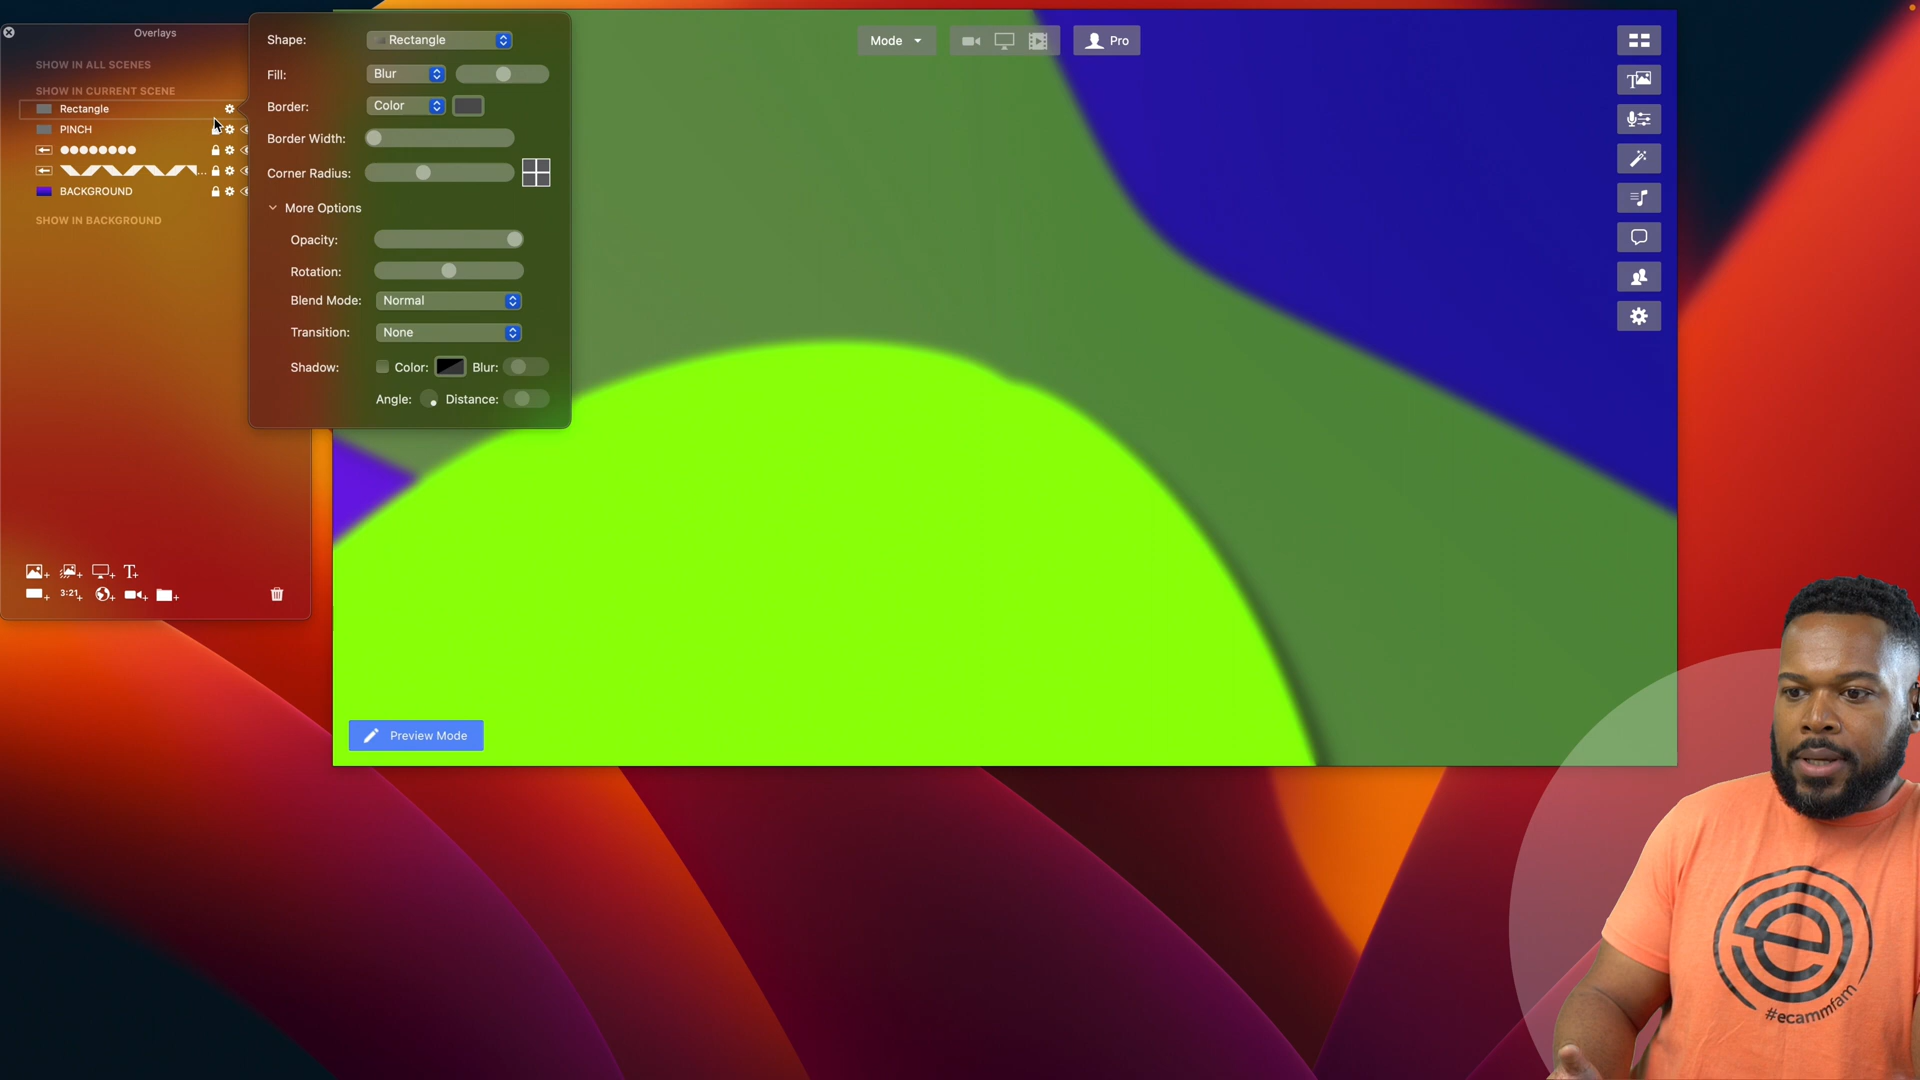 Overlays
SHOW IN ALL SCENES
SHOW IN CURRENT SCENE
Rectangle
PINCH
...
BACKGROUND
SHOW IN BACKGROUND
3:21+
T+
Shape: Rectangle
Fill: Blur
Border: Color
Border Width:
Corner Radius:
More Options
Opacity:
Rotation:
Blend Mode: Normal
Transition: None
Shadow: Color: Blur:
Angle: Distance:
Mode
Pro
T
Preview Mode
e
#ecammfam